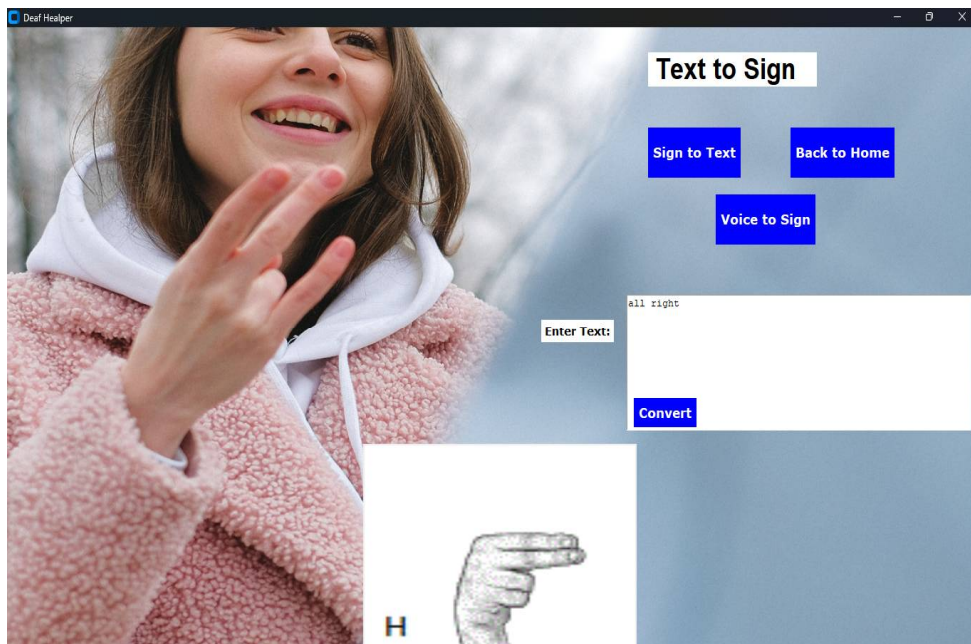 Deaf Healper
Text to Sign
Sign to Text
Back to Home
Voice to Sign
all right
Enter Text:
Convert
H